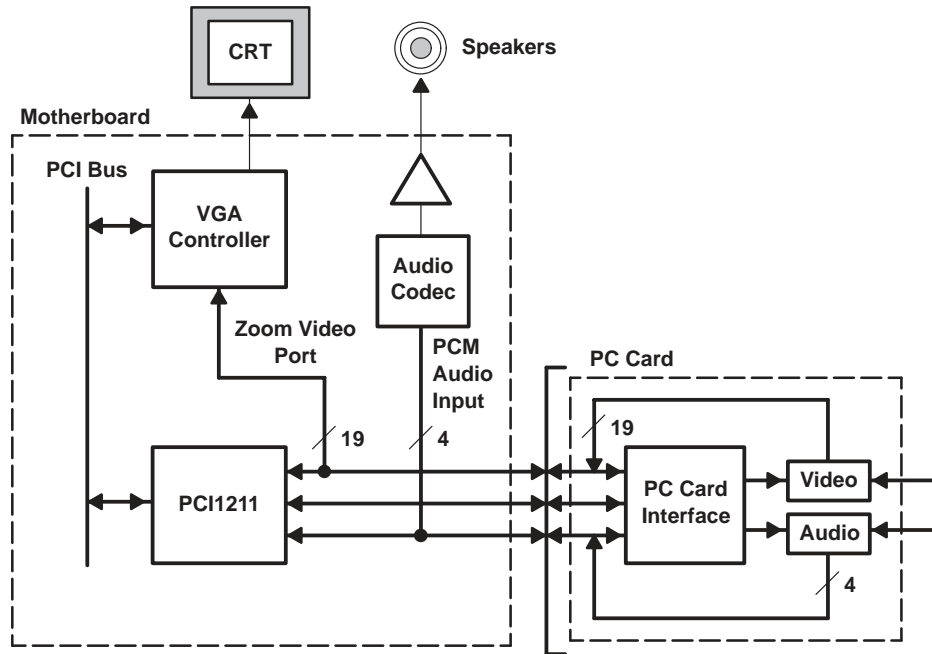 CRT
Speakers
Motherboard
PCI Bus
VGA
Controller
Audio
Codec
Zoom Video
Port
PCM
Audio
Input
PC Card
19
4
19
PCI1211
PC Card
Interface
Video
Audio
4